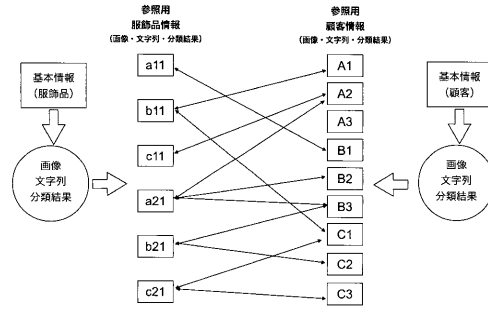 参照用
服飾品情報
（画像・文字列・分類結果）
参照用
顧客情報
（画像・文字列・分類結果）
基本情報
（服飾品）
画像
文字列
分類結果
a11
b11
c11
a21
b21
c21
A1
A2
A3
B1
B2
B3
C1
C2
C3
基本情報
（顧客）
画像
文字列
分類結果